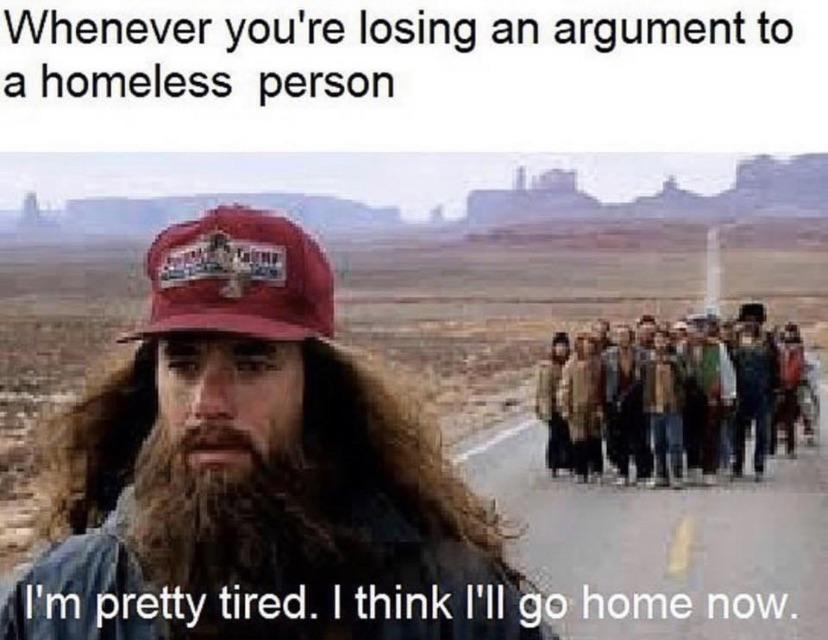 Whenever you're losing an argument to
a homeless person
I'm pretty tired. I think I'll go home now.